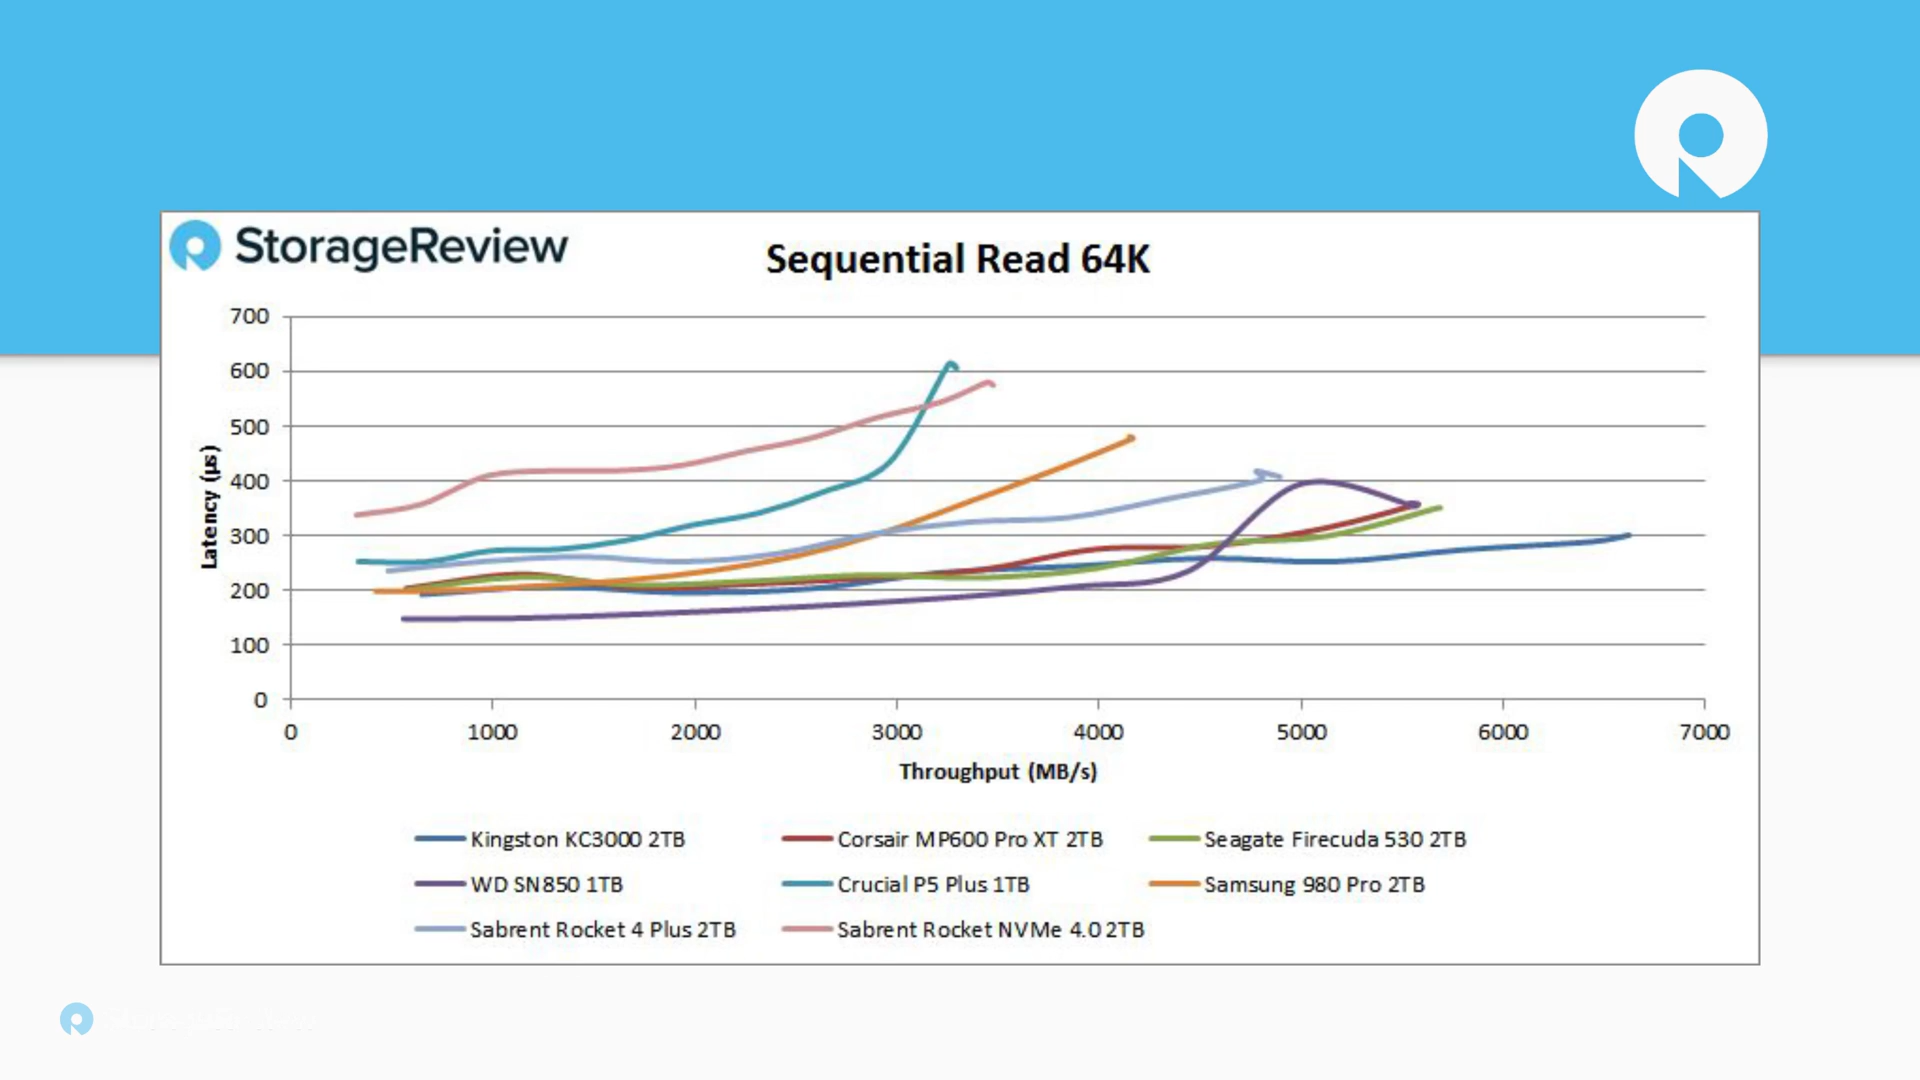 StorageReview
Sequential Read 64K
700
600
500
400
300
200
100
0
Latency (µs)
0 1000 2000 3000 4000 5000 6000 7000
Throughput (MB/s)
Kingston KC3000 2TB Corsair MP600 Pro XT 2TB Seagate Firecuda 530 2TB
WD SN850 1TB Crucial P5 Plus 1TB Samsung 980 Pro 2TB
Sabrent Rocket 4 Plus 2TB Sabrent Rocket NVMe 4.0 2TB